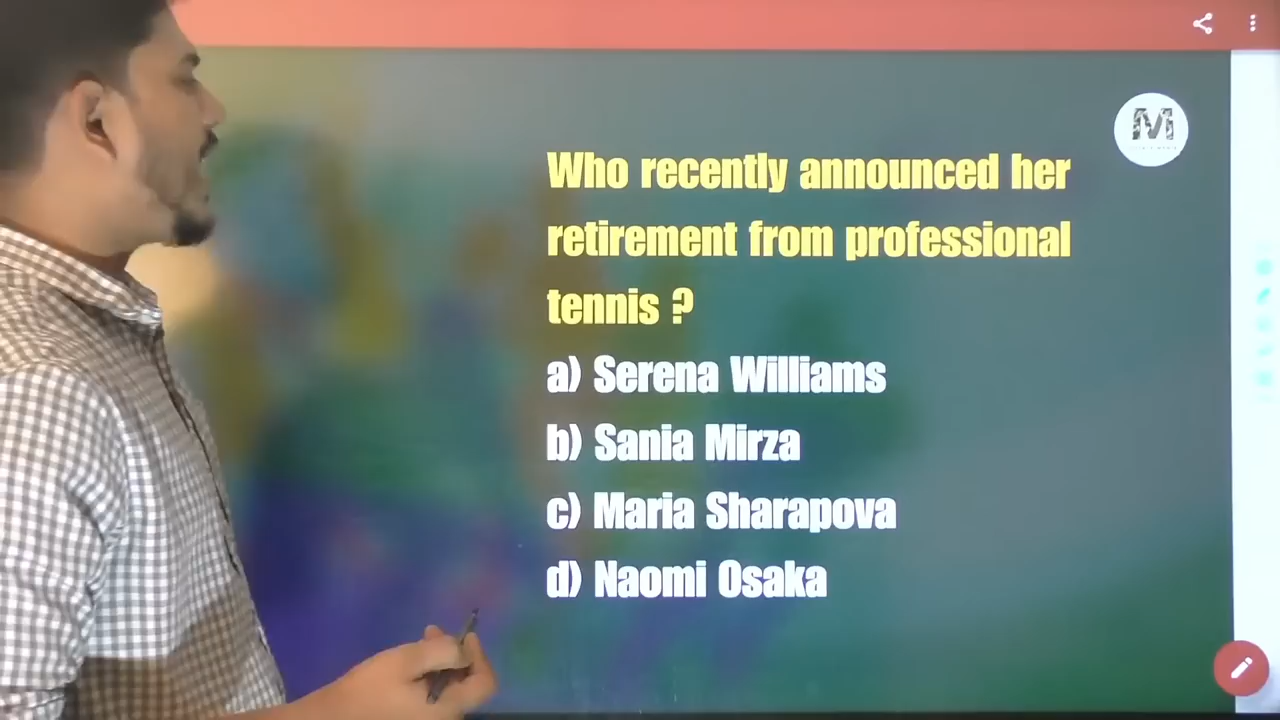 M
Who recently announced her
retirement from professional
tennis ?
a) Serena Williams
b) Sania Mirza
c) Maria Sharapova
d) Naomi Osaka